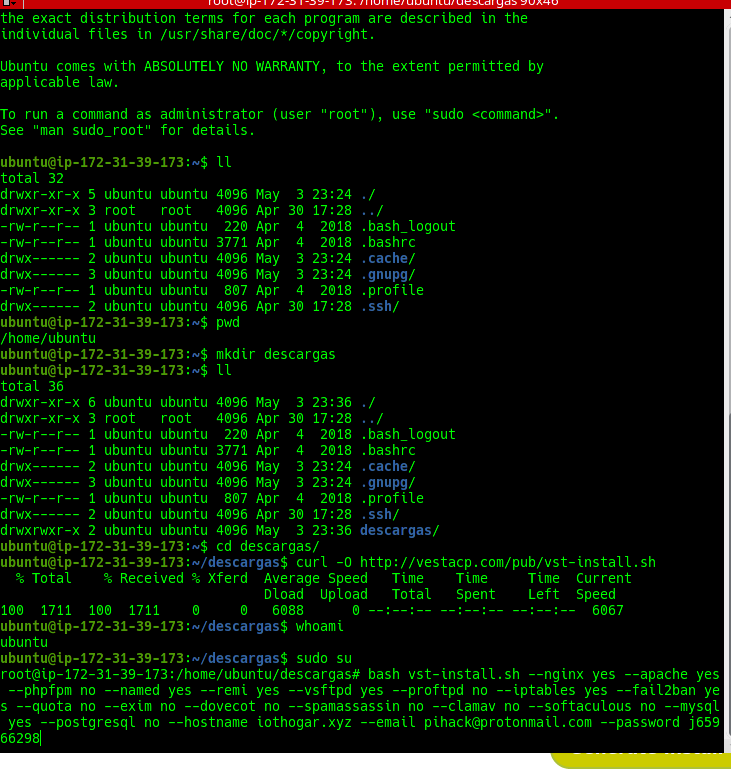 root@ip-172-31-39-173: /home/ubuntu/descargas 90x46
the exact distribution terms for each program are described in the
individual files in /usr/share/doc/*/copyright.

Ubuntu comes with ABSOLUTELY NO WARRANTY, to the extent permitted by
applicable law.

To run a command as administrator (user "root"), use "sudo <command>".
See "man sudo_root" for details.

ubuntu@ip-172-31-39-173:~$ ll
total 32
drwxr-xr-x 5 ubuntu ubuntu 4096 May  3 23:24 ./
drwxr-xr-x 3 root   root   4096 Apr 30 17:28 ../
-rw-r--r-- 1 ubuntu ubuntu  220 Apr  4  2018 .bash_logout
-rw-r--r-- 1 ubuntu ubuntu 3771 Apr  4  2018 .bashrc
drwx------ 2 ubuntu ubuntu 4096 May  3 23:24 .cache/
drwx------ 3 ubuntu ubuntu 4096 May  3 23:24 .gnupg/
-rw-r--r-- 1 ubuntu ubuntu  807 Apr  4  2018 .profile
drwx------ 2 ubuntu ubuntu 4096 Apr 30 17:28 .ssh/
ubuntu@ip-172-31-39-173:~$ pwd
/home/ubuntu
ubuntu@ip-172-31-39-173:~$ mkdir descargas
ubuntu@ip-172-31-39-173:~$ ll
total 36
drwxr-xr-x 6 ubuntu ubuntu 4096 May  3 23:36 ./
drwxr-xr-x 3 root   root   4096 Apr 30 17:28 ../
-rw-r--r-- 1 ubuntu ubuntu  220 Apr  4  2018 .bash_logout
-rw-r--r-- 1 ubuntu ubuntu 3771 Apr  4  2018 .bashrc
drwx------ 2 ubuntu ubuntu 4096 May  3 23:24 .cache/
drwx------ 3 ubuntu ubuntu 4096 May  3 23:24 .gnupg/
-rw-r--r-- 1 ubuntu ubuntu  807 Apr  4  2018 .profile
drwx------ 2 ubuntu ubuntu 4096 Apr 30 17:28 .ssh/
drwxrwxr-x 2 ubuntu ubuntu 4096 May  3 23:36 descargas/
ubuntu@ip-172-31-39-173:~$ cd descargas/
ubuntu@ip-172-31-39-173:~/descargas$ curl -O http://vestacp.com/pub/vst-install.sh
  % Total    % Received % Xferd  Average Speed   Time    Time     Time  Current
                                 Dload  Upload   Total   Spent    Left  Speed
100  1711  100  1711    0     0   6088      0 --:--:-- --:--:-- --:--:--  6067
ubuntu@ip-172-31-39-173:~/descargas$ whoami
ubuntu
ubuntu@ip-172-31-39-173:~/descargas$ sudo su
root@ip-172-31-39-173:/home/ubuntu/descargas# bash vst-install.sh --nginx yes --apache yes
 --phpfpm no --named yes --remi yes --vsftpd yes --proftpd no --iptables yes --fail2ban ye
s --quota no --exim no --dovecot no --spamassassin no --clamav no --softaculous no --mysql
 yes --postgresql no --hostname iothogar.xyz --email pihack@protonmail.com --password j659
66298